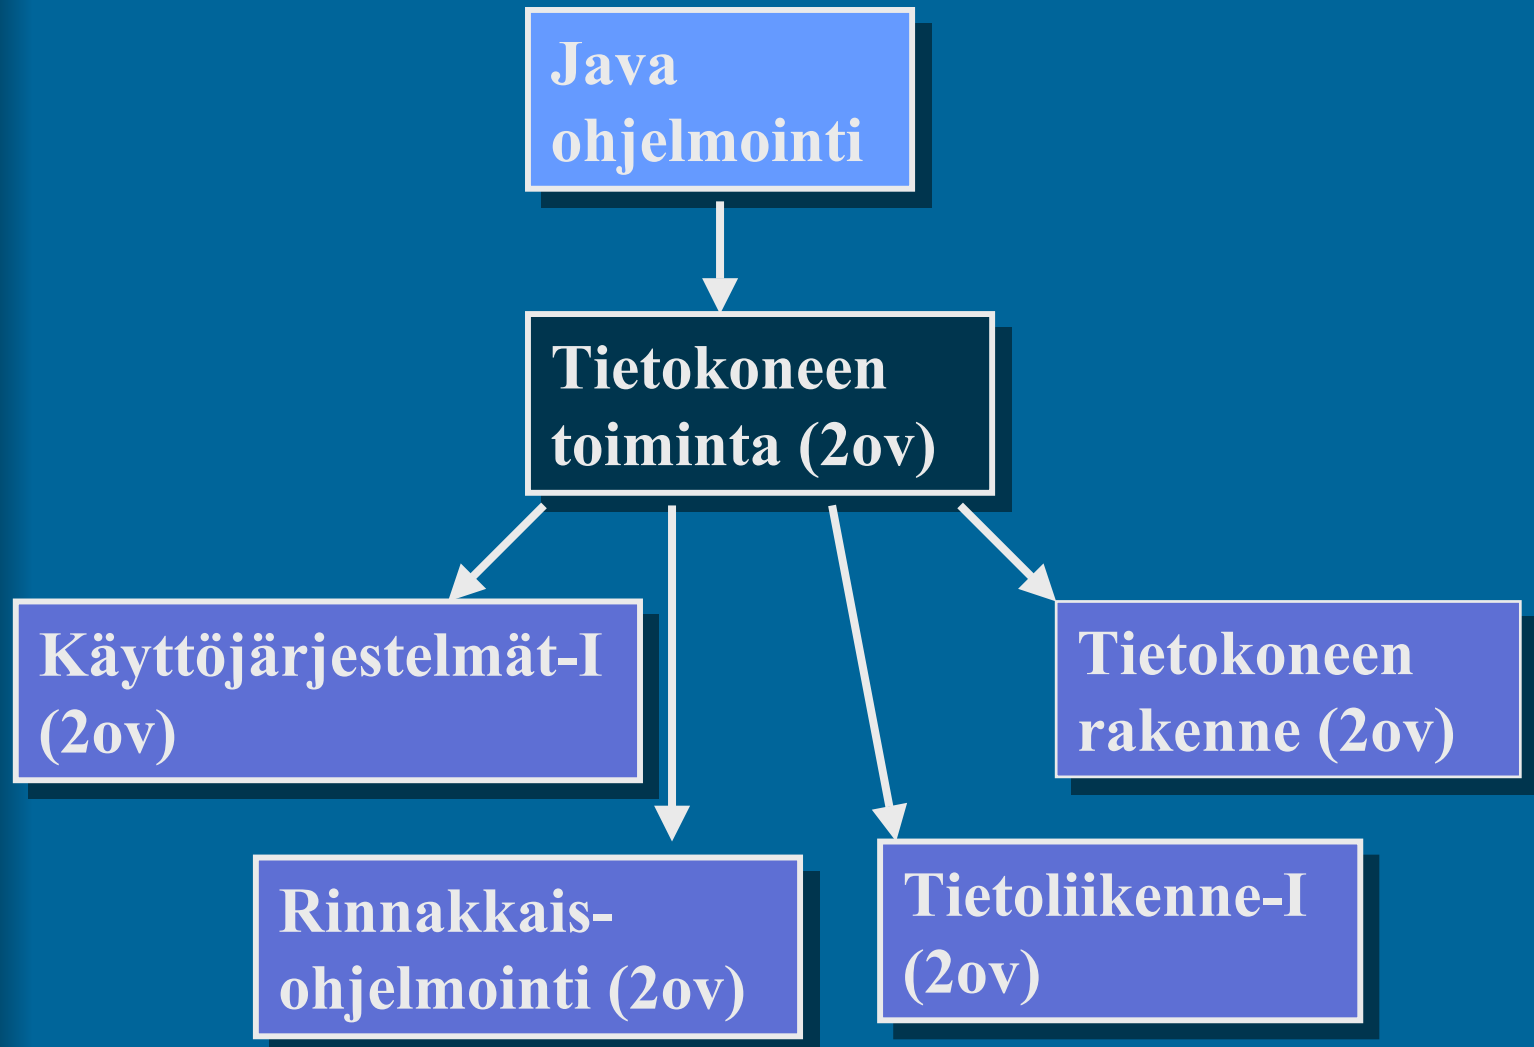 Java
ohjelmointi
Tietokoneen
toiminta (2ov)
Käyttöjärjestelmät-I
(2ov)
Tietokoneen
rakenne (2ov)
Rinnakkais-
ohjelmointi (2ov)
Tietoliikenne-I
(2ov)